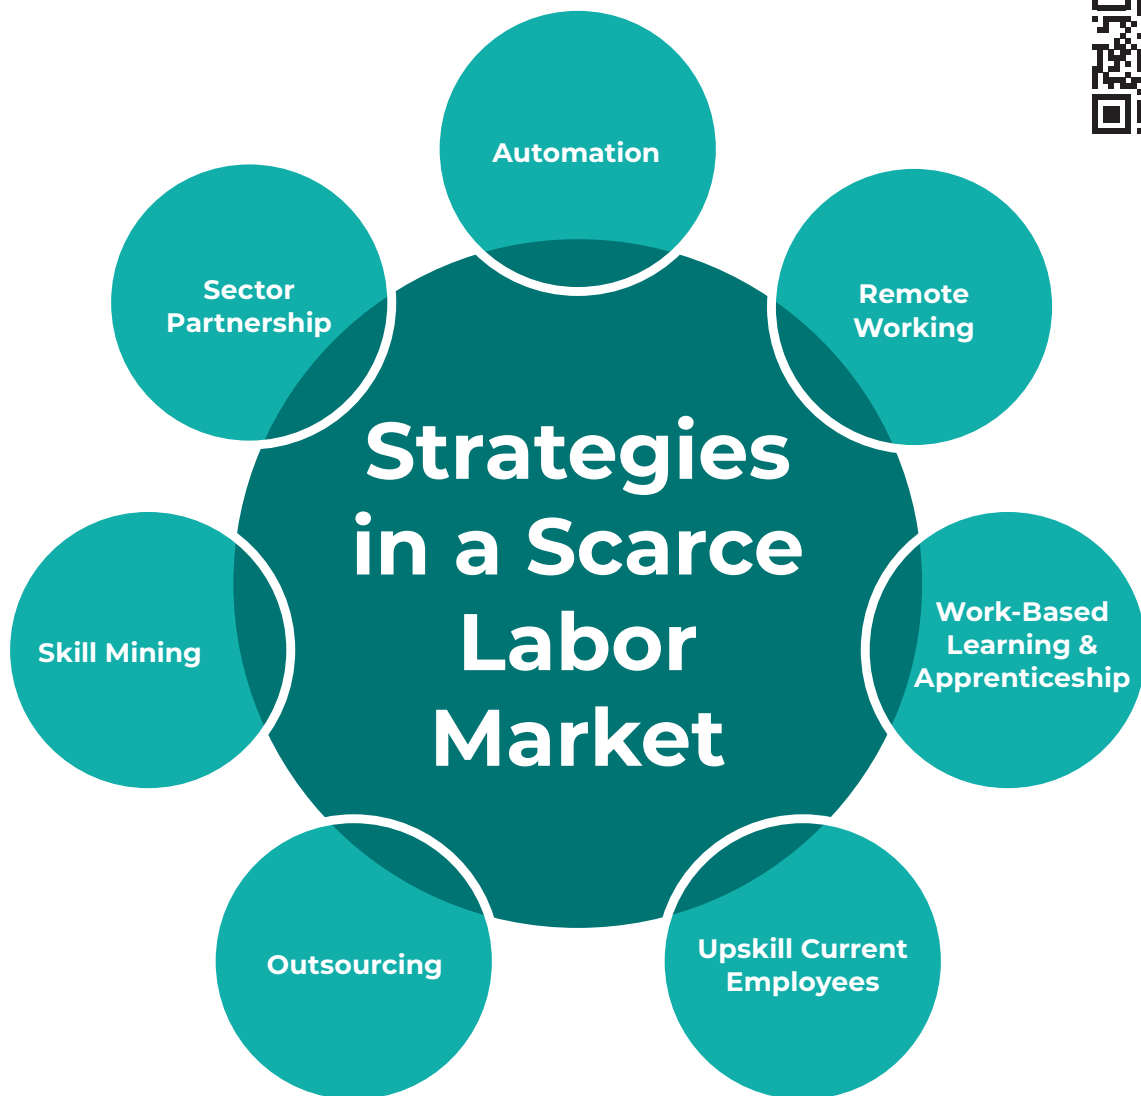 Automation
Sector
Partnership
Remote
Working
Strategies
in a Scarce
Labor
Market
Skill Mining
Work-Based
Learning &
Apprenticeship
Outsourcing
Upskill Current
Employees